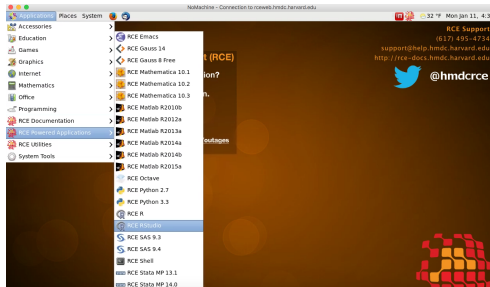 NoMachine - Connection to rceweb.hmdc.harvard.edu
Applications Places System
32 °F Mon Jan 11, 4:3
Accessories
Education
Games
Graphics
Internet
Mathematics
Office
Programming
RCE Documentation
RCE Powered Applications
RCE Utilities
System Tools
RCE Emacs
RCE Gauss 14
RCE Gauss 8 Free
RCE Mathematica 10.1
RCE Mathematica 10.2
RCE Mathematica 10.3
RCE Matlab R2010b
RCE Matlab R2012a
RCE Matlab R2013a
RCE Matlab R2014a
RCE Matlab R2014b
RCE Matlab R2015a
RCE Octave
RCE Python 2.7
RCE Python 3.3
RCE R
RCE RStudio
RCE SAS 9.3
RCE SAS 9.4
RCE Shell
RCE Stata MP 13.1
RCE Stata MP 14.0
t (RCE)
ion?
n.
outages
RCE Support
(617) 495-4734
support@help.hmdc.harvard.edu
http://rce-docs.hmdc.harvard.edu
@hmdcrce